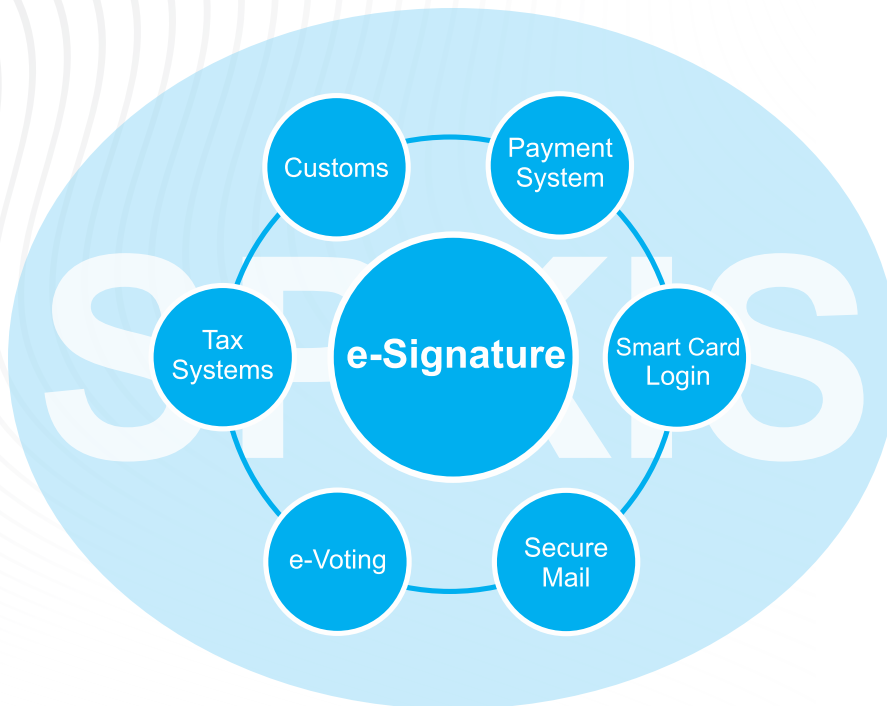 Customs
Payment
System
Tax
Systems
e-Signature
Smart Card
Login
e-Voting
Secure
Mail